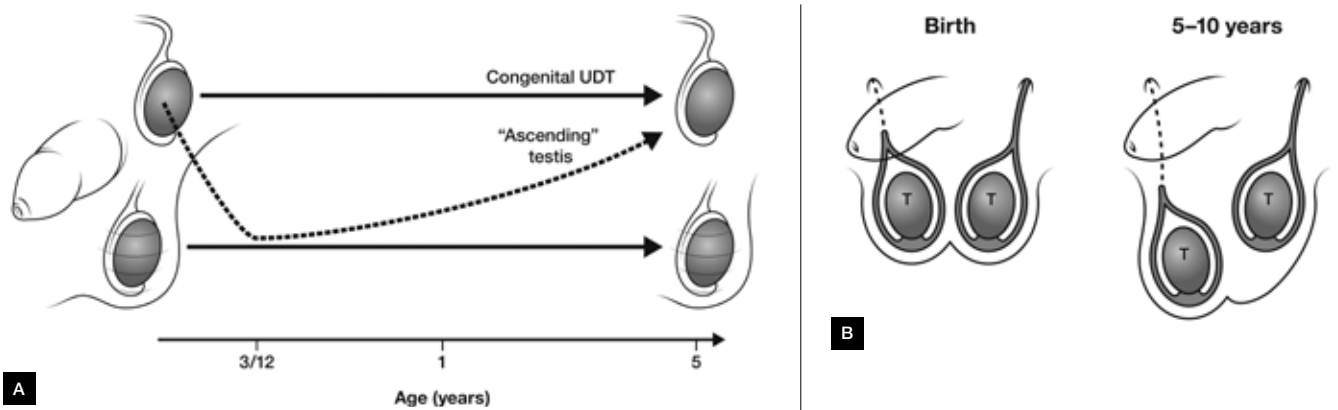 Congenital UDT
“Ascending”
testis
3/12
1
5
Age (years)
A
Birth
5–10 years
T
T
T
T
B